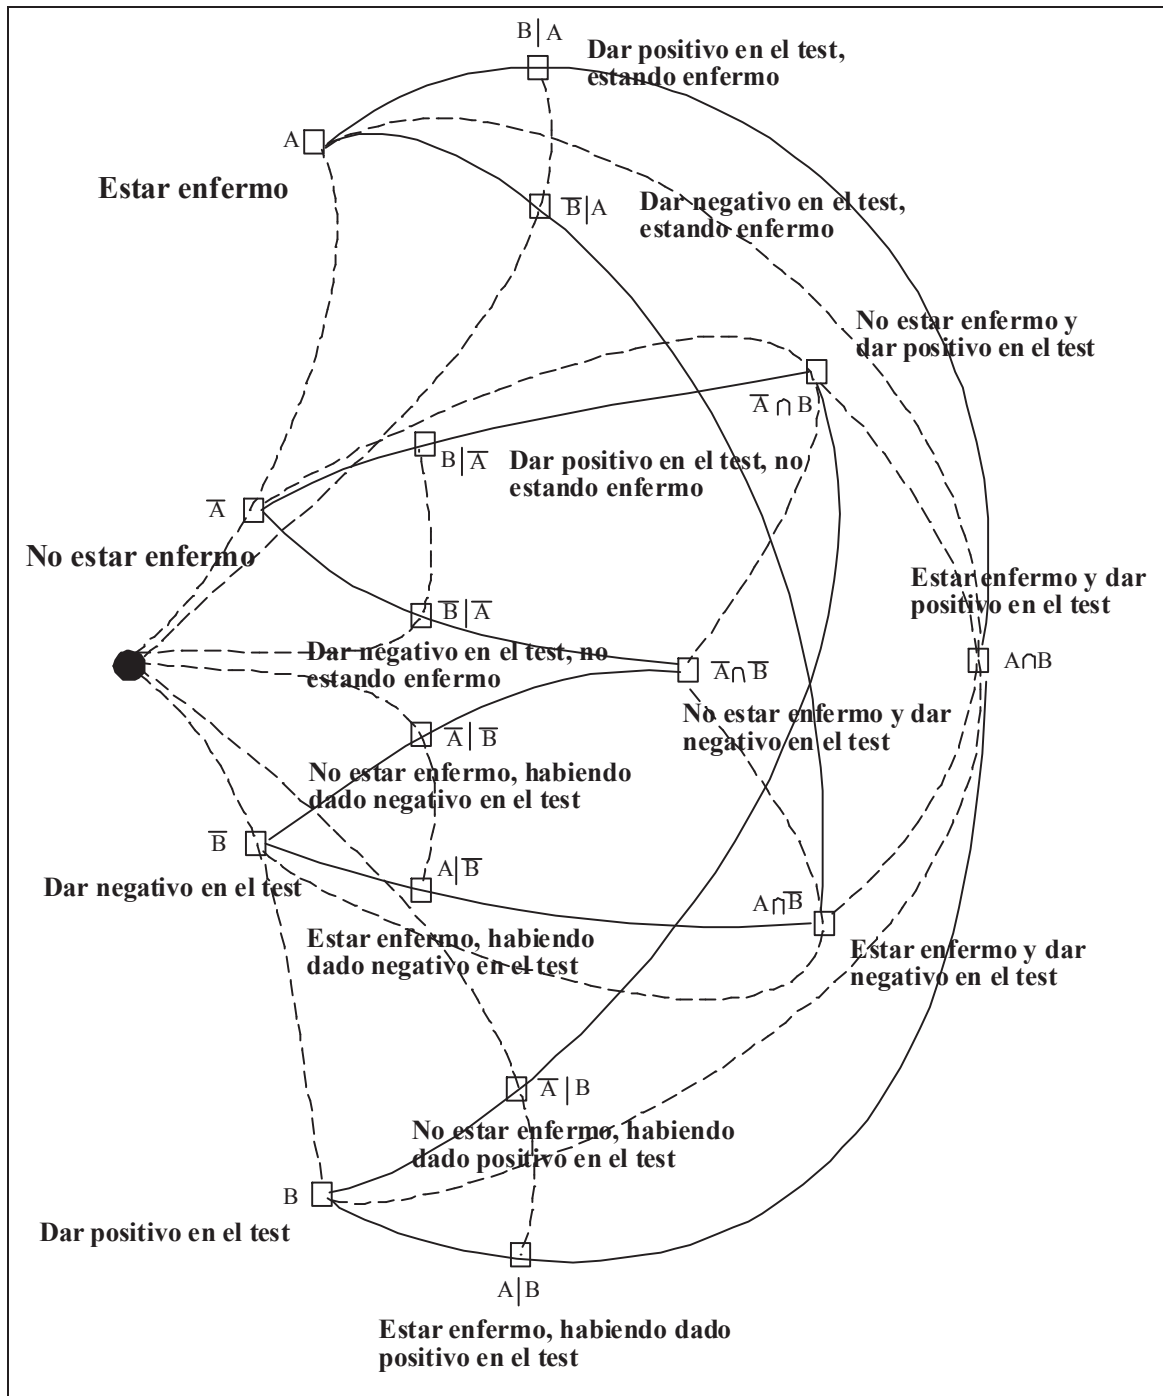 B|A
Dar positivo en el test,
estando enfermo
A
Estar enfermo
B̅|A
Dar negativo en el test,
estando enfermo
No estar enfermo y
dar positivo en el test
A̅∩B
B|A̅
Dar positivo en el test, no
estando enfermo
A̅
No estar enfermo
Estar enfermo y dar
positivo en el test
B̅|A̅
Dar negativo en el test, no
estando enfermo
A̅∩B̅
A∩B
No estar enfermo y dar
negativo en el test
A̅|B̅
No estar enfermo, habiendo
dado negativo en el test
B̅
Dar negativo en el test
A|B̅
A∩B̅
Estar enfermo, habiendo
dado negativo en el test
Estar enfermo y dar
negativo en el test
A̅|B
No estar enfermo, habiendo
dado positivo en el test
B
Dar positivo en el test
A|B
Estar enfermo, habiendo dado
positivo en el test